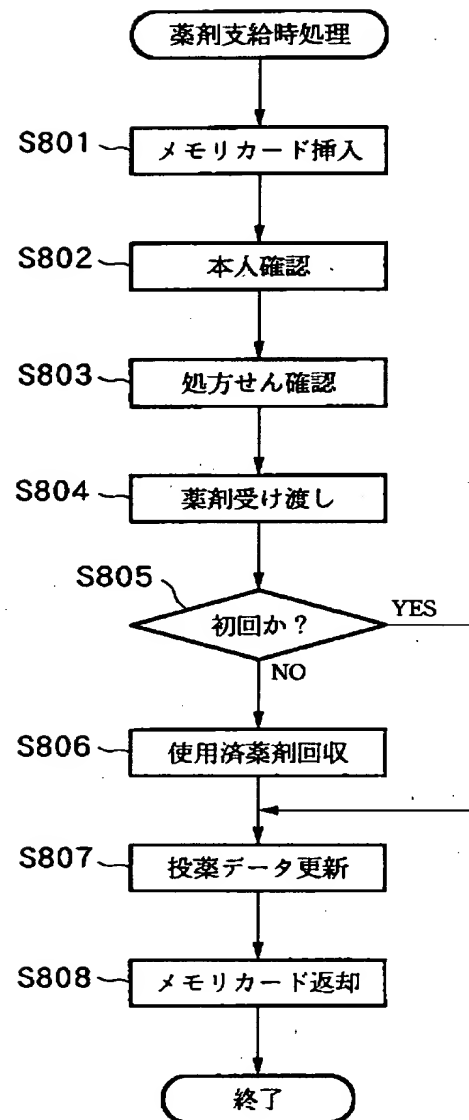 薬剤支給時処理
S801
メモリカード挿入
S802
本人確認
S803
処方せん確認
S804
薬剤受け渡し
S805
初回か?
YES
NO
S806
使用済薬剤回収
S807
投薬データ更新
S808
メモリカード返却
終了